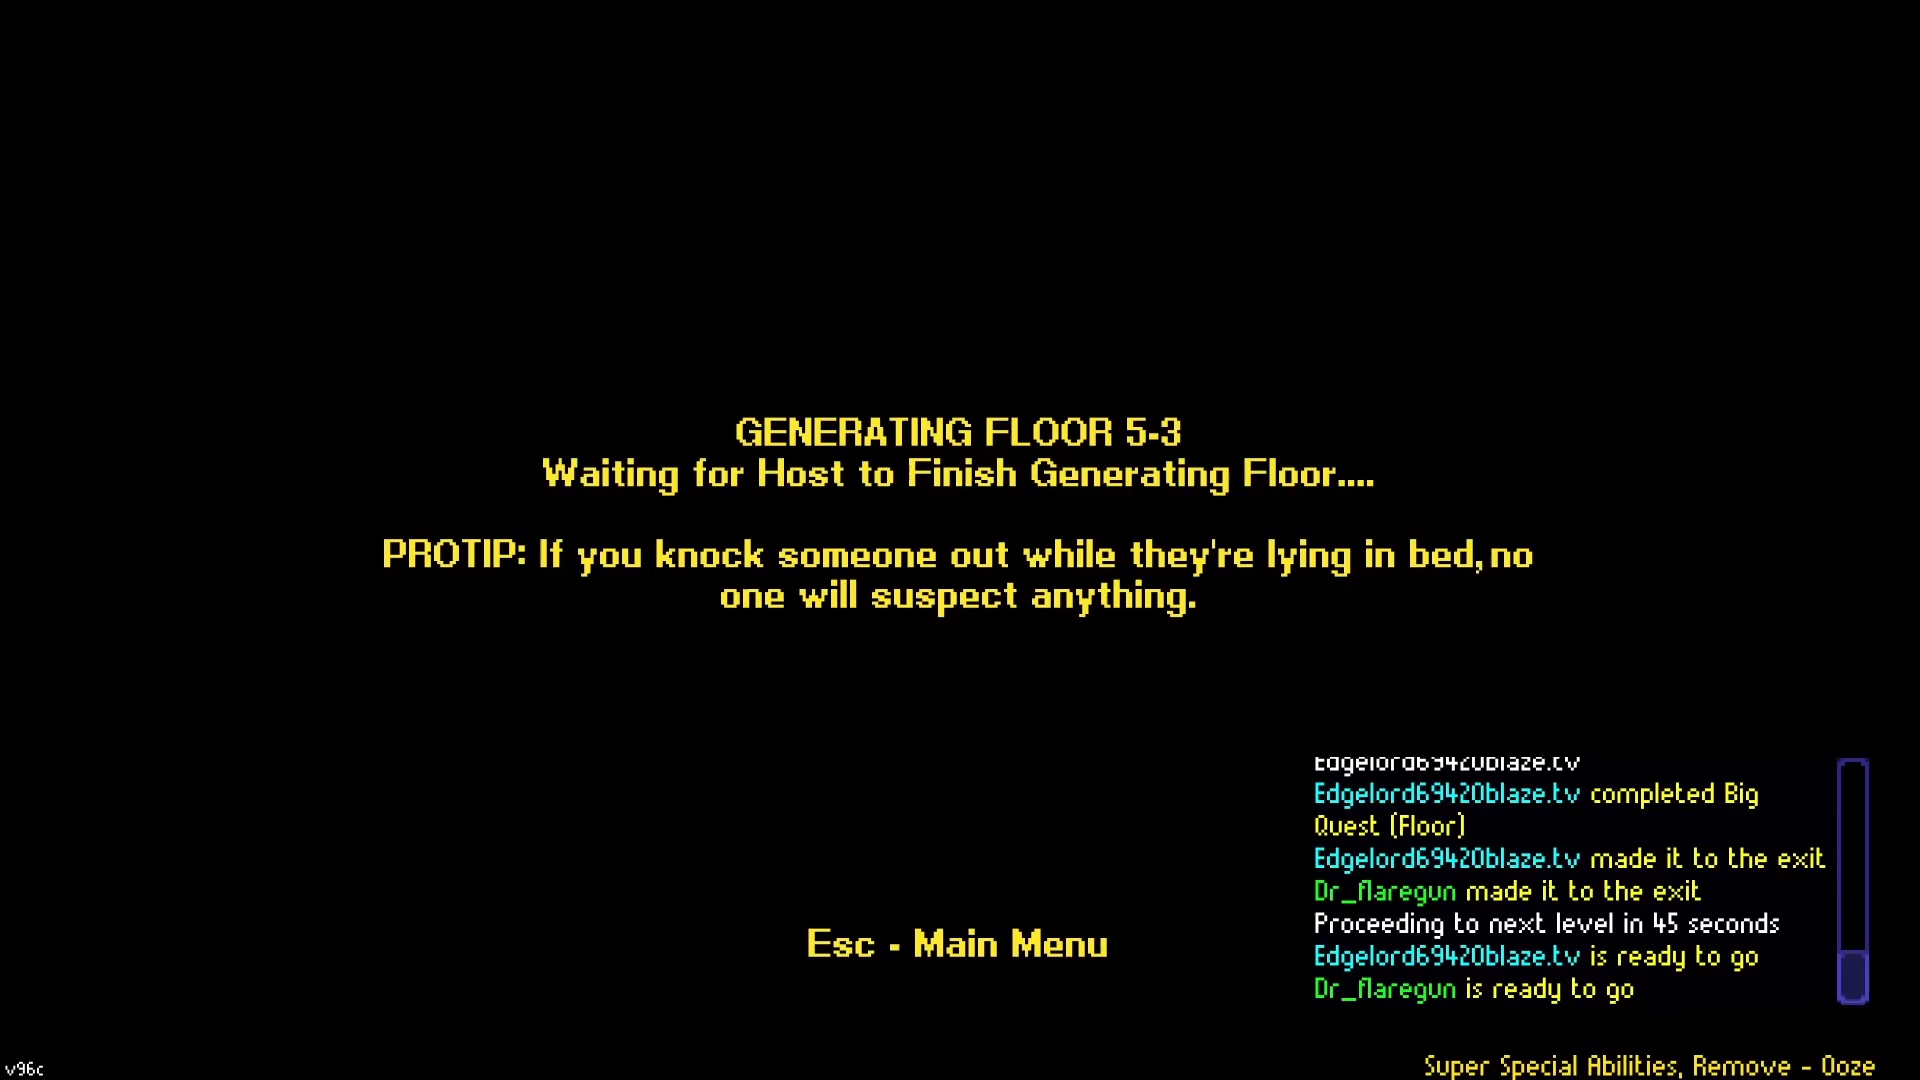 GENERATING FLOOR 5-3
Waiting for Host to Finish Generating Floor....
PROTIP: If you knock someone out while they're lying in bed, no
one will suspect anything.
Edgelord69420blaze.tv
Edgelord69420blaze.tv completed Big
Quest (Floor)
Edgelord69420blaze.tv made it to the exit
Dr_flaregun made it to the exit
Proceeding to next level in 45 seconds
Edgelord69420blaze.tv is ready to go
Dr_flaregun is ready to go
Esc - Main Menu
v96c
Super Special Abilities, Remove - Ooze